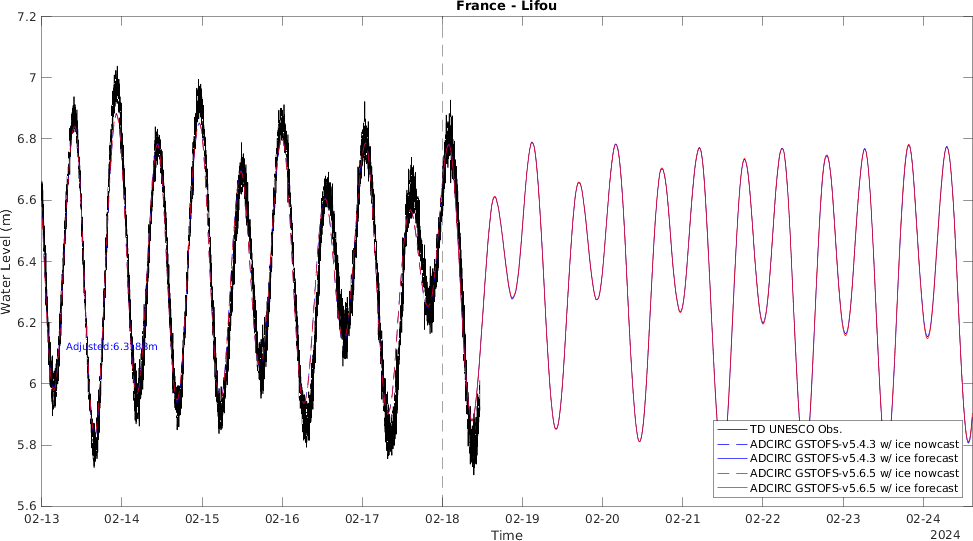 France - Lifou
7.2
7
6.8
6.6
6.4
6.2
6
5.8
5.6
Water Level (m)
TD UNESCO Obs.
ADCIRC GSTOFS-v5.4.3 w/ ice nowcast
ADCIRC GSTOFS-v5.4.3 w/ ice forecast
ADCIRC GSTOFS-v5.6.5 w/ ice nowcast
ADCIRC GSTOFS-v5.6.5 w/ ice forecast
02-13 02-14 02-15 02-16 02-17 02-18 02-19 02-20 02-21 02-22 02-23 02-24
Time
2024